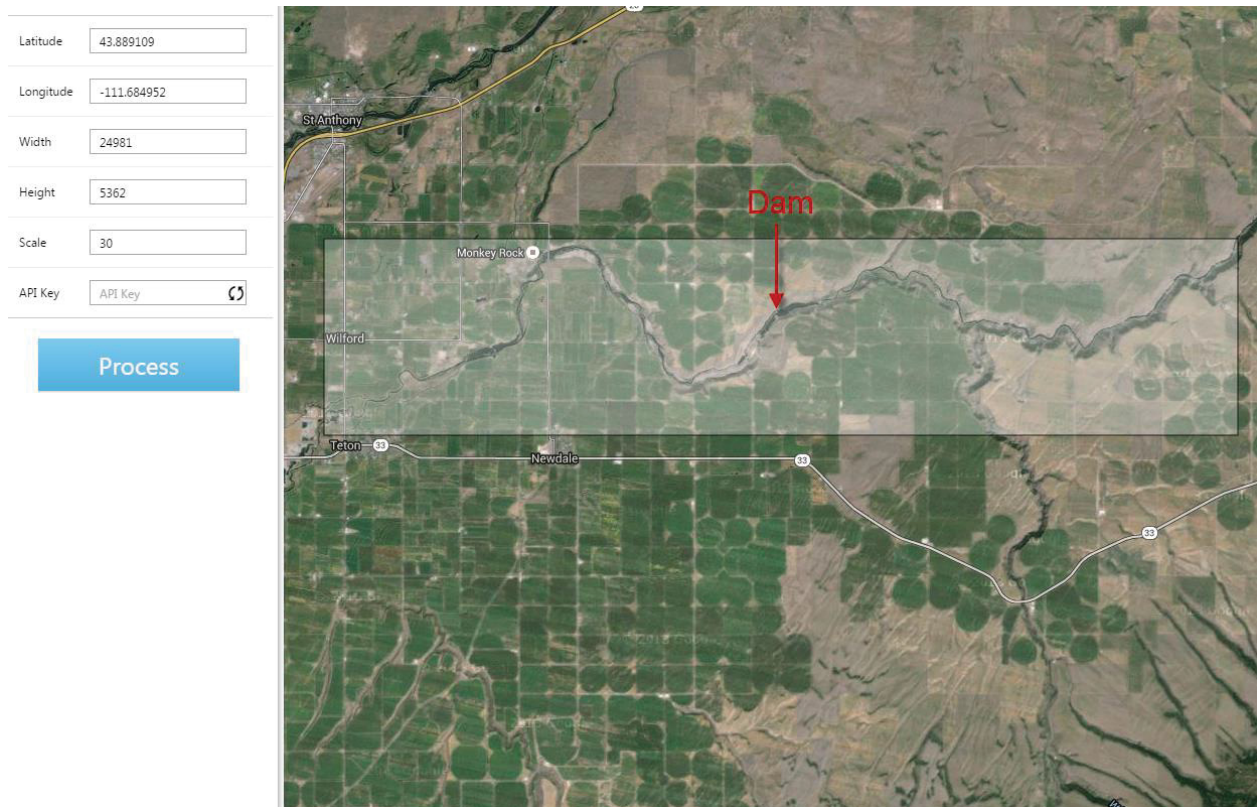 Latitude
43.889109
Longitude
-111.684952
Width
24981
Height
5362
Scale
30
API Key
API Key
Process
20
St Anthony
Dam
Monkey Rock
Wilford
Teton
33
Newdale
33
33